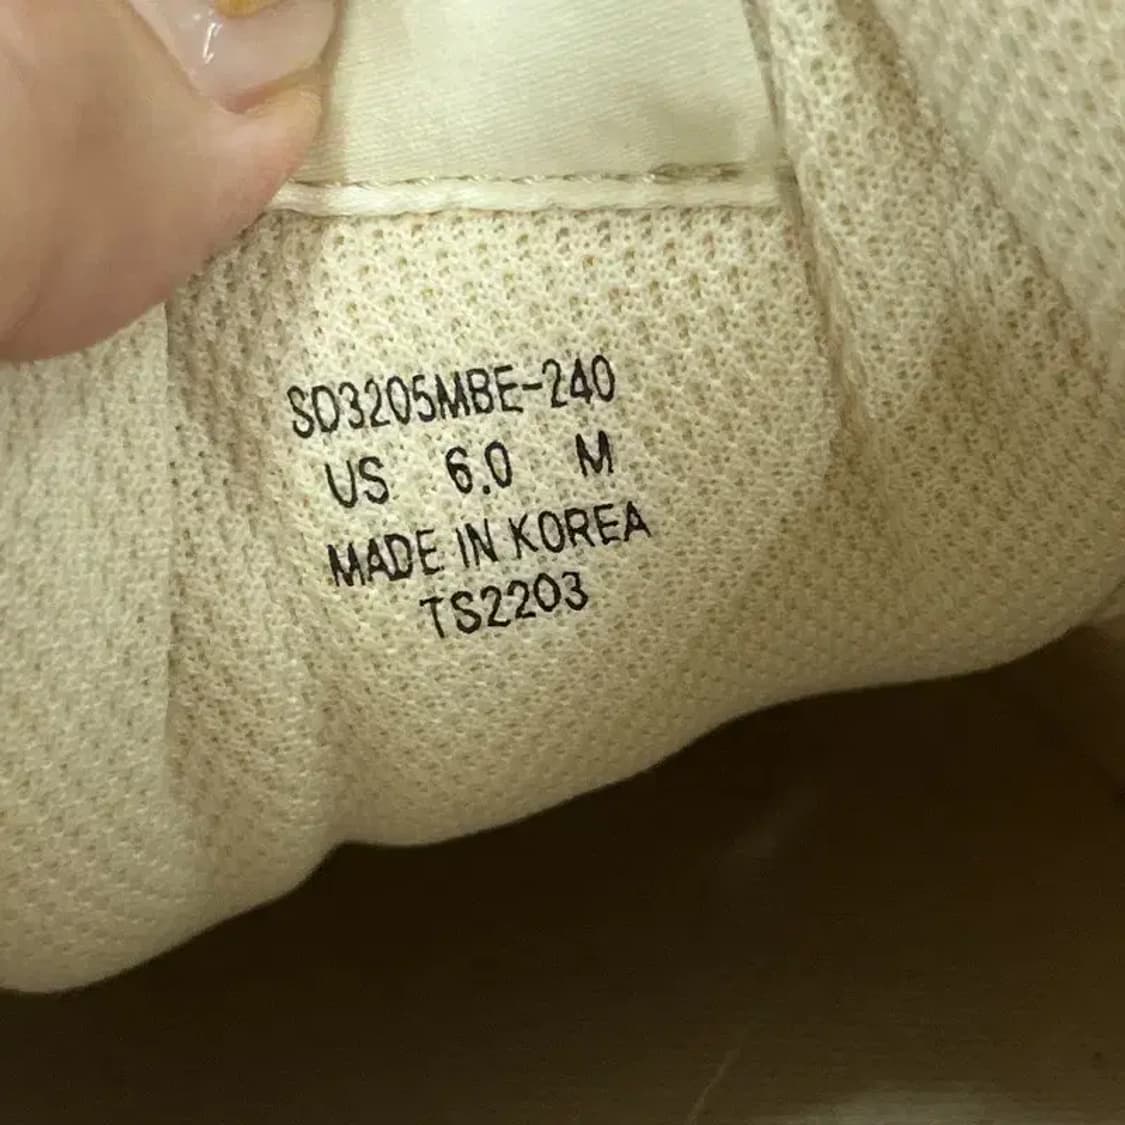 SD3205MBE-240
US 6.0 M
MADE IN KOREA
TS2203